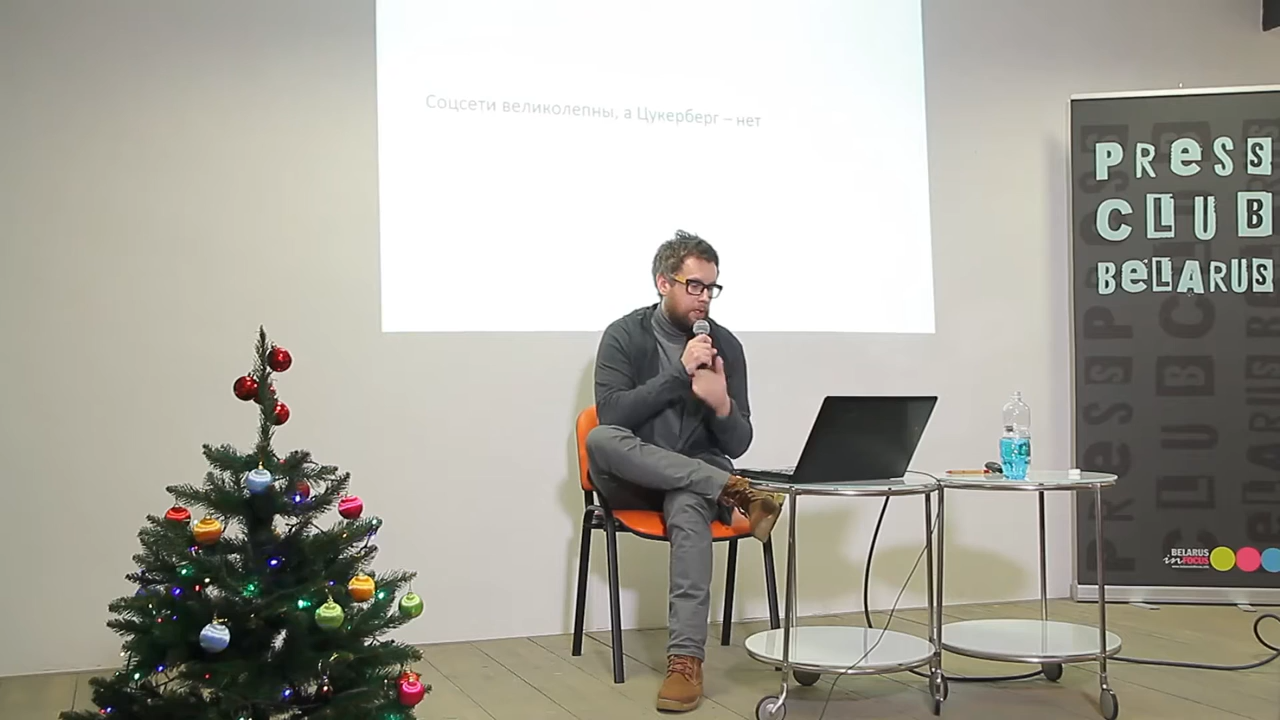 Соцсети великолепны, а Цукерберг – нет
PRESS
CLUB
BELARUS
BELARUS
in FOCUS